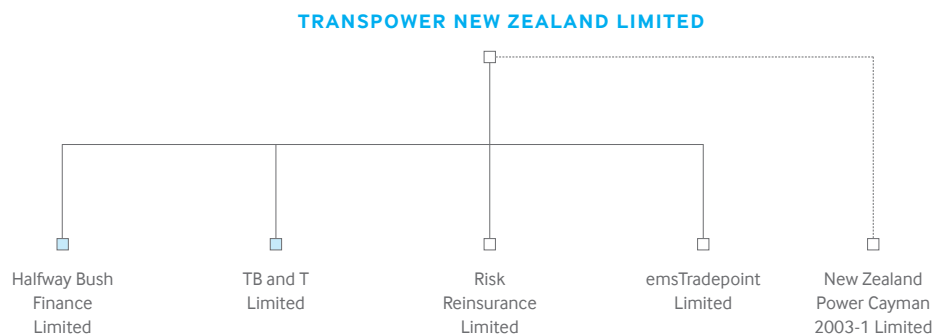 TRANSPOWER NEW ZEALAND LIMITED
Halfway Bush
Finance
Limited
TB and T
Limited
Risk
Reinsurance
Limited
emsTradepoint
Limited
New Zealand
Power Cayman
2003-1 Limited